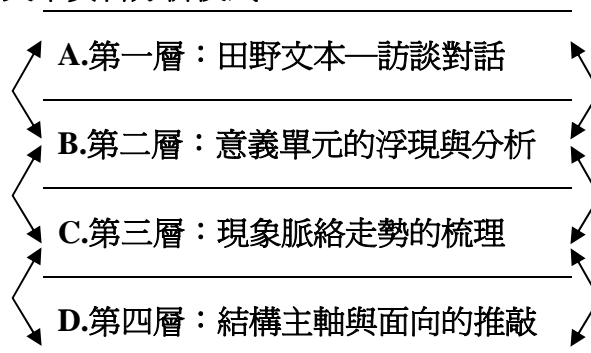 A.第一層：田野文本—訪談對話
B.第二層：意義單元的浮現與分析
C.第三層：現象脈絡走勢的梳理
D.第四層：結構主軸與面向的推敲